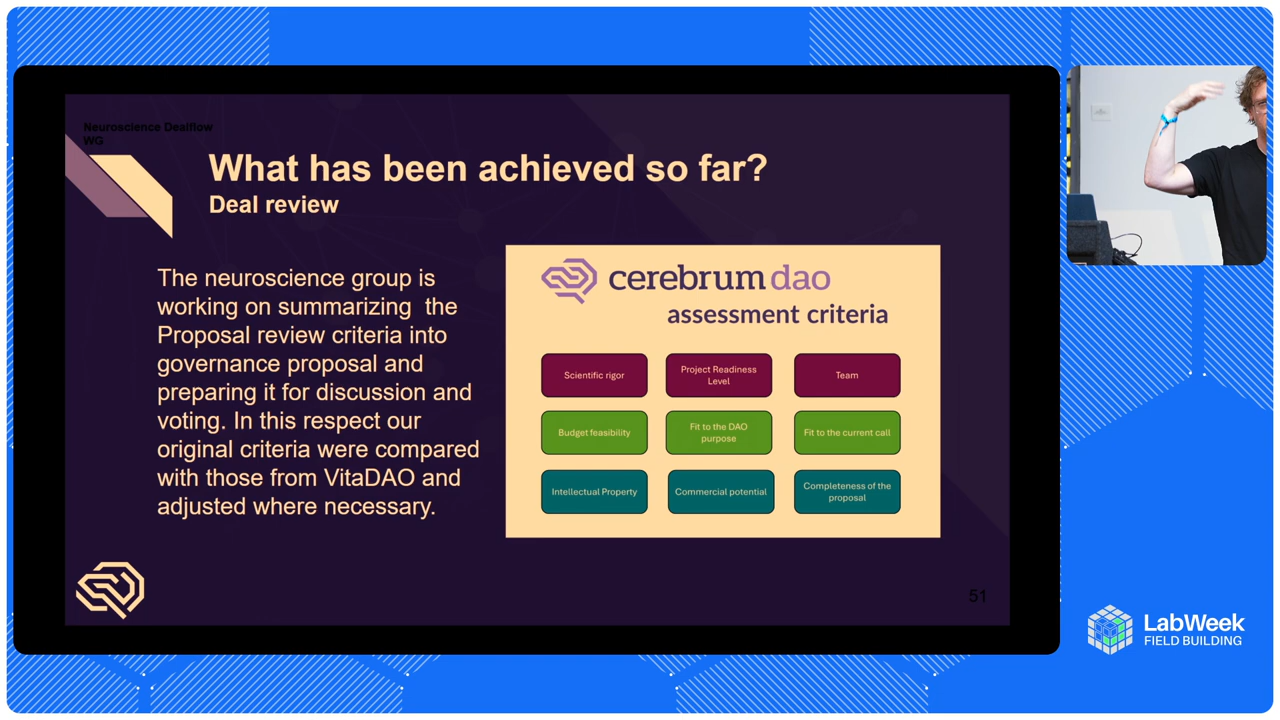 Neuroscience Dealflow
WG
What has been achieved so far?
Deal review
The neuroscience group is
working on summarizing the
Proposal review criteria into
governance proposal and
preparing it for discussion and
voting. In this respect our
original criteria were compared
with those from VitaDAO and
adjusted where necessary.
cerebrum dao
assessment criteria
Scientific rigor
Project Readiness
Level
Team
Budget feasibility
Fit to the DAO
purpose
Fit to the current call
Intellectual Property
Commercial potential
Completeness of the
proposal
51
LabWeek
FIELD BUILDING